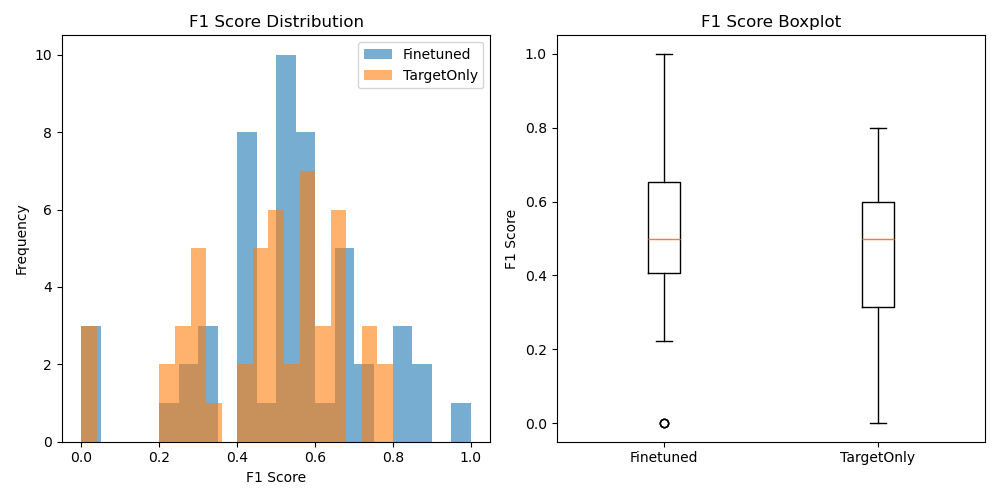 F1 Score Distribution
Frequency
10
8
6
4
2
0
Finetuned
TargetOnly
0.0 0.2 0.4 0.6 0.8 1.0
F1 Score
F1 Score Boxplot
F1 Score
1.0
0.8
0.6
0.4
0.2
0.0
Finetuned TargetOnly